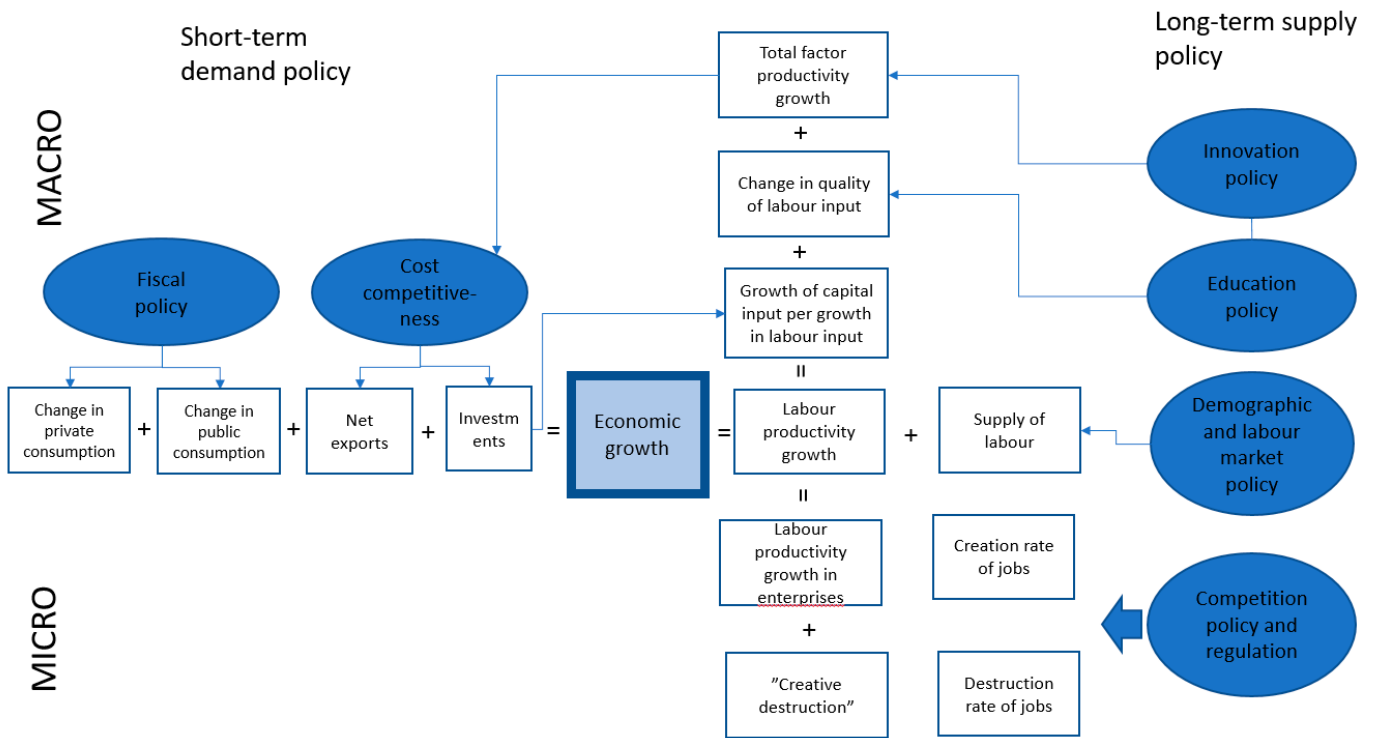 Short-term
demand policy
Long-term supply
policy
MACRO
Total factor
productivity
growth
+
Innovation
policy
Change in quality
of labour input
+
Fiscal
policy
Cost
competitive-
ness
Growth of capital
input per growth
in labour input
Education
policy
=
Change in
private
consumption
+
Change in
public
consumption
+
Net
exports
+
Investm
ents
=
Economic
growth
=
Labour
productivity
growth
+
Supply of
labour
Demographic
and labour
market
policy
=
MICRO
Labour
productivity
growth in
enterprises
Creation rate
of jobs
Competition
policy and
regulation
+
”Creative
destruction”
Destruction
rate of jobs